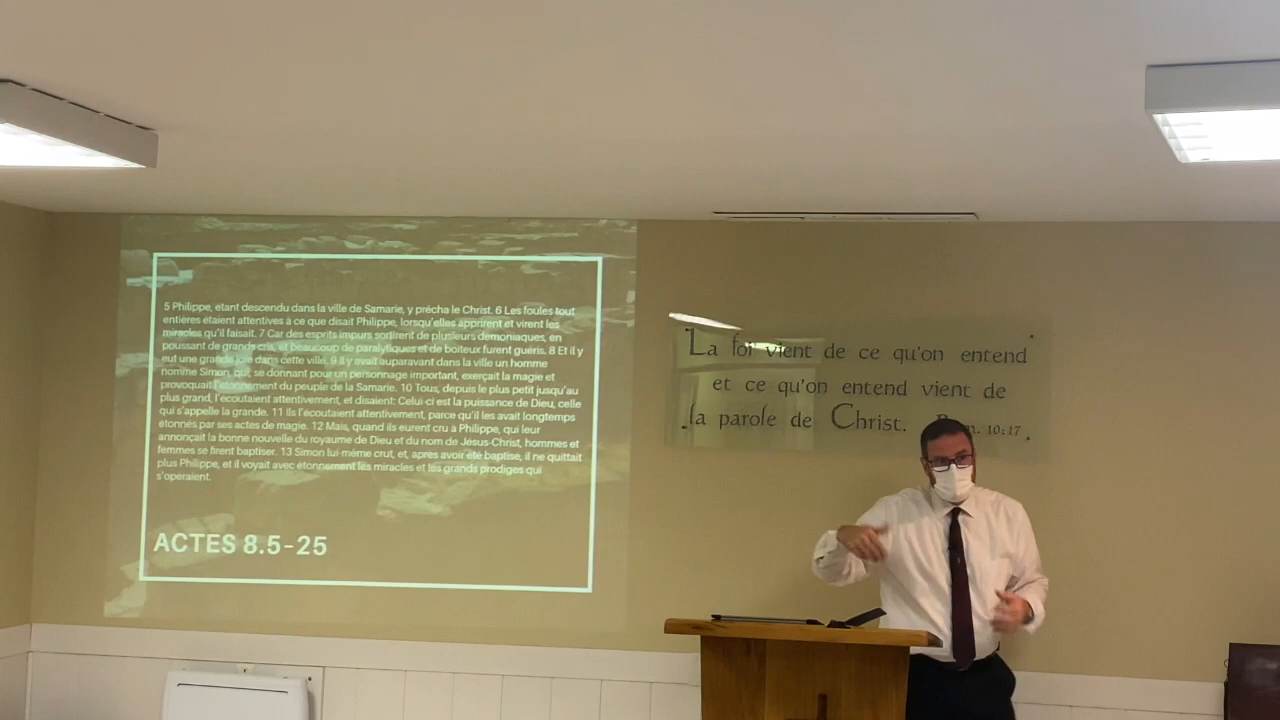 5 Philippe, étant descendu dans la ville de Samarie, y prêcha le Christ. 6 Les foules tout
entières étaient attentives à ce que disait Philippe, lorsqu'elles apprirent et virent les
miracles qu'il faisait. 7 Car des esprits impurs sortirent de plusieurs démoniaques, en
poussant de grands cris, et beaucoup de paralytiques et de boiteux furent guéris. 8 Et il y
eut une grande joie dans cette ville. 9 Il y avait auparavant dans la ville un homme
nommé Simon, qui, se donnant pour un personnage important, exerçait la magie et
provoquait l'étonnement du peuple de la Samarie. 10 Tous, depuis le plus petit jusqu'au
plus grand, l'écoutaient attentivement, et disaient: Celui-ci est la puissance de Dieu, celle
qui s'appelle la grande. 11 Ils l'écoutaient attentivement, parce qu'il les avait longtemps
étonnés par ses actes de magie. 12 Mais, quand ils eurent cru à Philippe, qui leur
annonçait la bonne nouvelle du royaume de Dieu et du nom de Jésus-Christ, hommes et
femmes se firent baptiser. 13 Simon lui-même crut, et, après avoir été baptisé, il ne quittait
plus Philippe, et il voyait avec étonnement les miracles et les grands prodiges qui
s'opéraient.
ACTES 8.5-25
La foi vient de ce qu'on entend
et ce qu'on entend vient de
la parole de Christ. 10:17